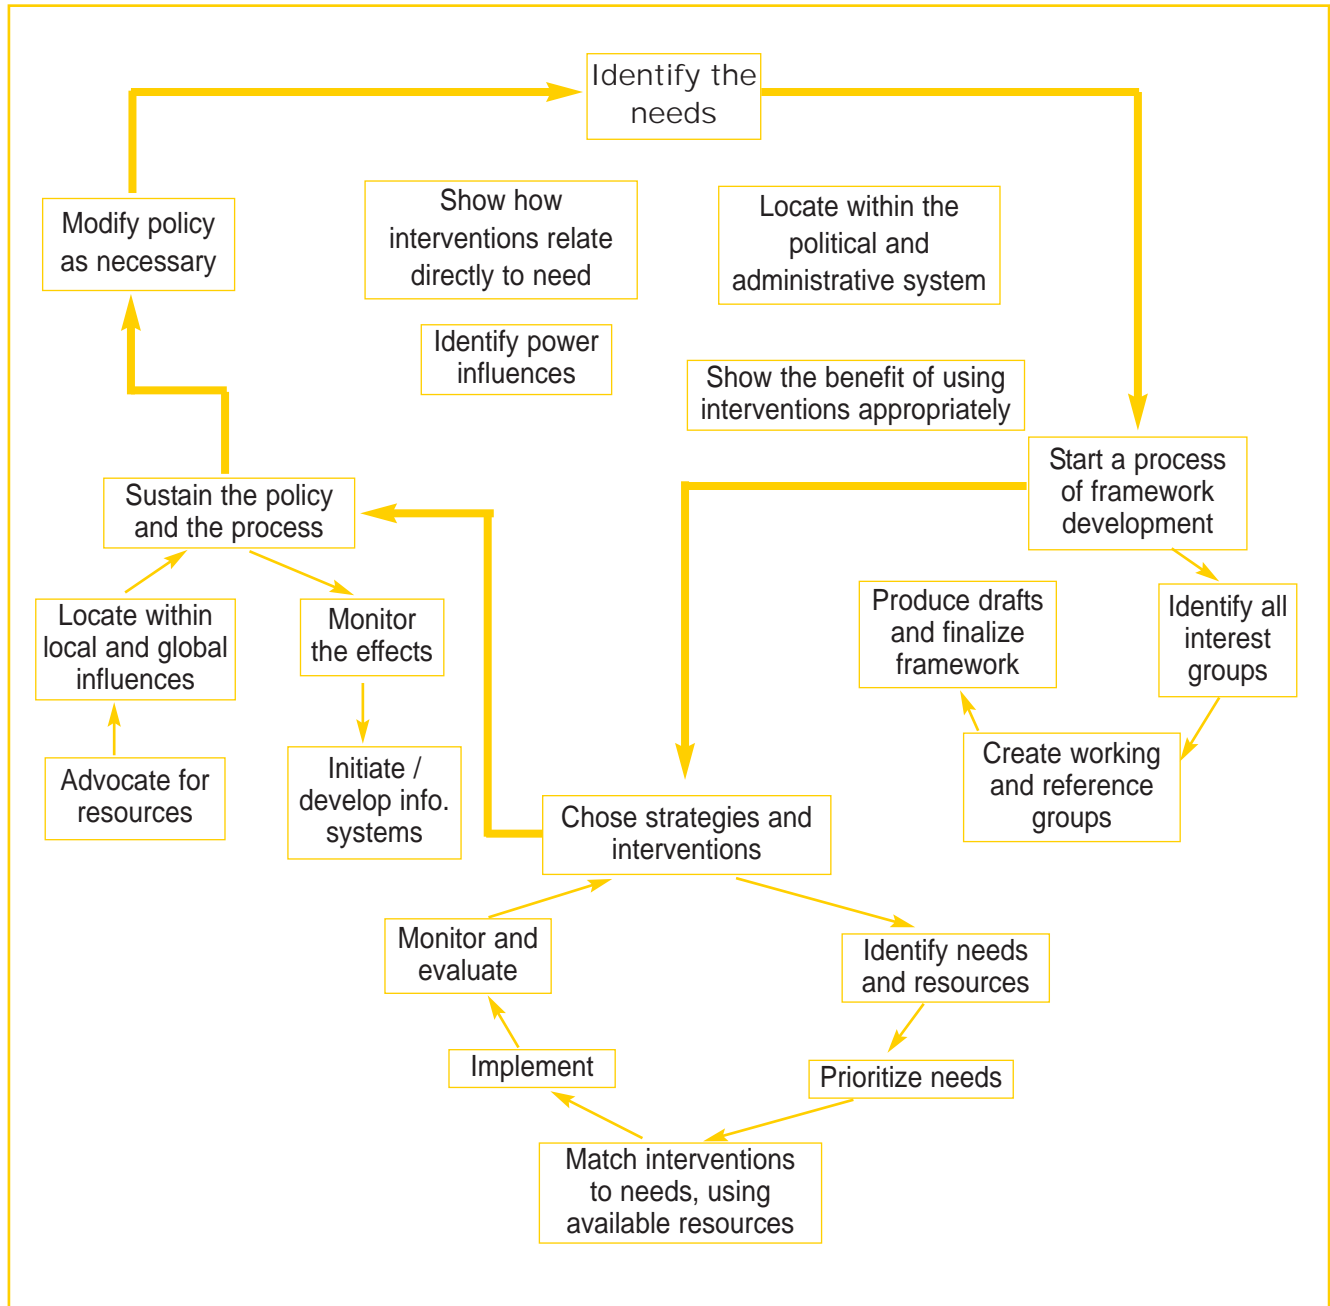 Identify the
needs
Show how
interventions relate
directly to need
Locate within the
political and
administrative system
Modify policy
as necessary
Identify power
influences
Show the benefit of using
interventions appropriately
Start a process
of framework
development
Sustain the policy
and the process
Produce drafts
and finalize
framework
Identify all
interest
groups
Locate within
local and global
influences
Monitor
the effects
Create working
and reference
groups
Advocate for
resources
Initiate /
develop info.
systems
Chose strategies and
interventions
Monitor and
evaluate
Identify needs
and resources
Implement
Prioritize needs
Match interventions
to needs, using
available resources